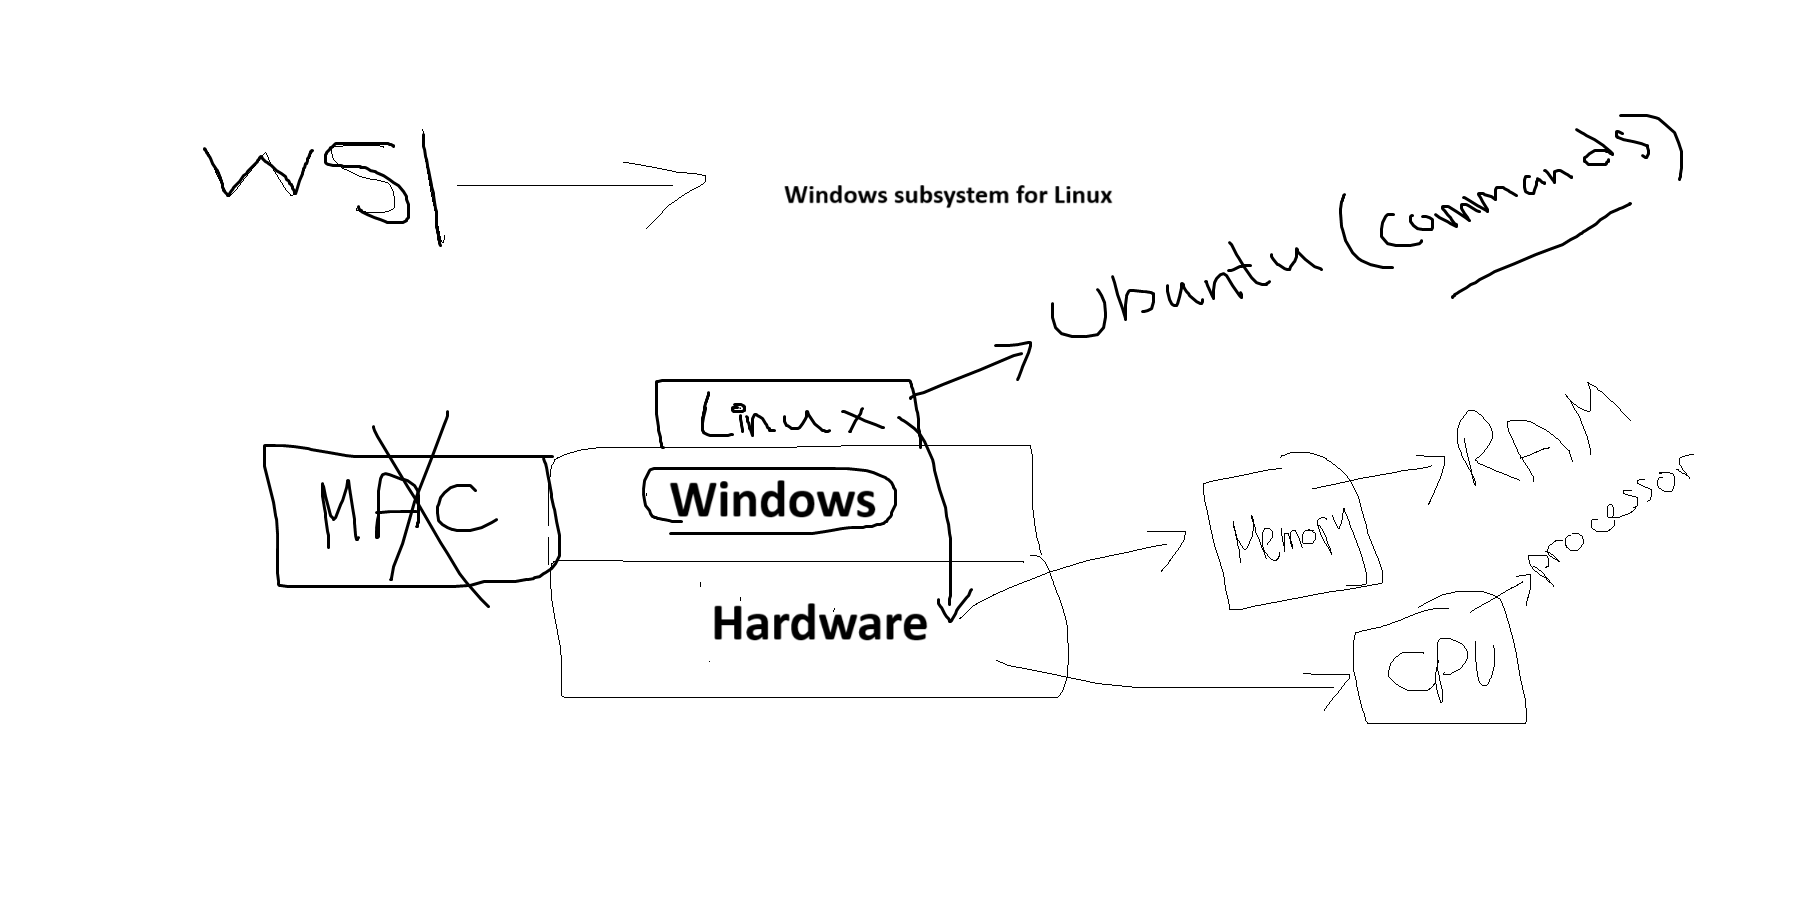 WSl
Windows subsystem for Linux
Ubuntu (commands)
Linux
MAC
Windows
Memory
RAM
Hardware
CPU
processor